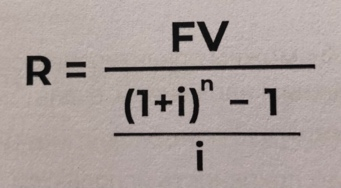 R = FV
(1+i)ⁿ - 1
i